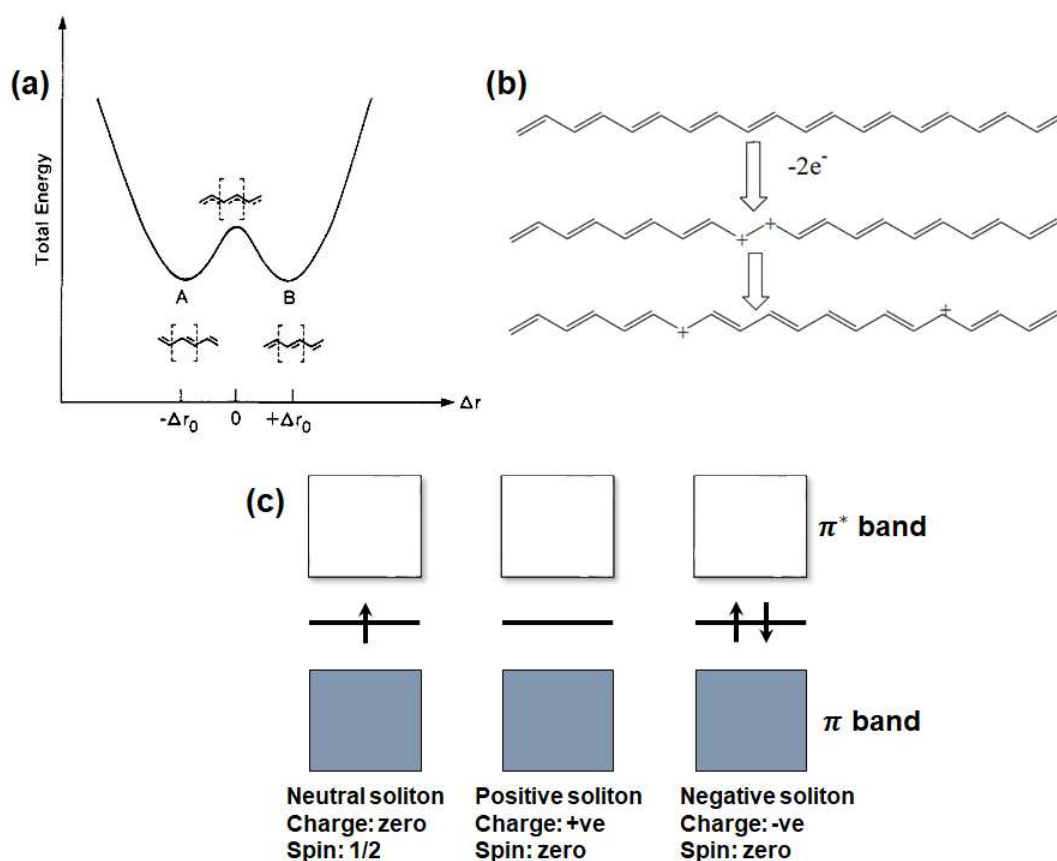 (a)
Total Energy
A
B
-Δr₀
0
+Δr₀
Δr
(b)
-2e⁻
+
+
+
+
(c)
π* band
π band
Neutral soliton
Charge: zero
Spin: 1/2
Positive soliton
Charge: +ve
Spin: zero
Negative soliton
Charge: -ve
Spin: zero